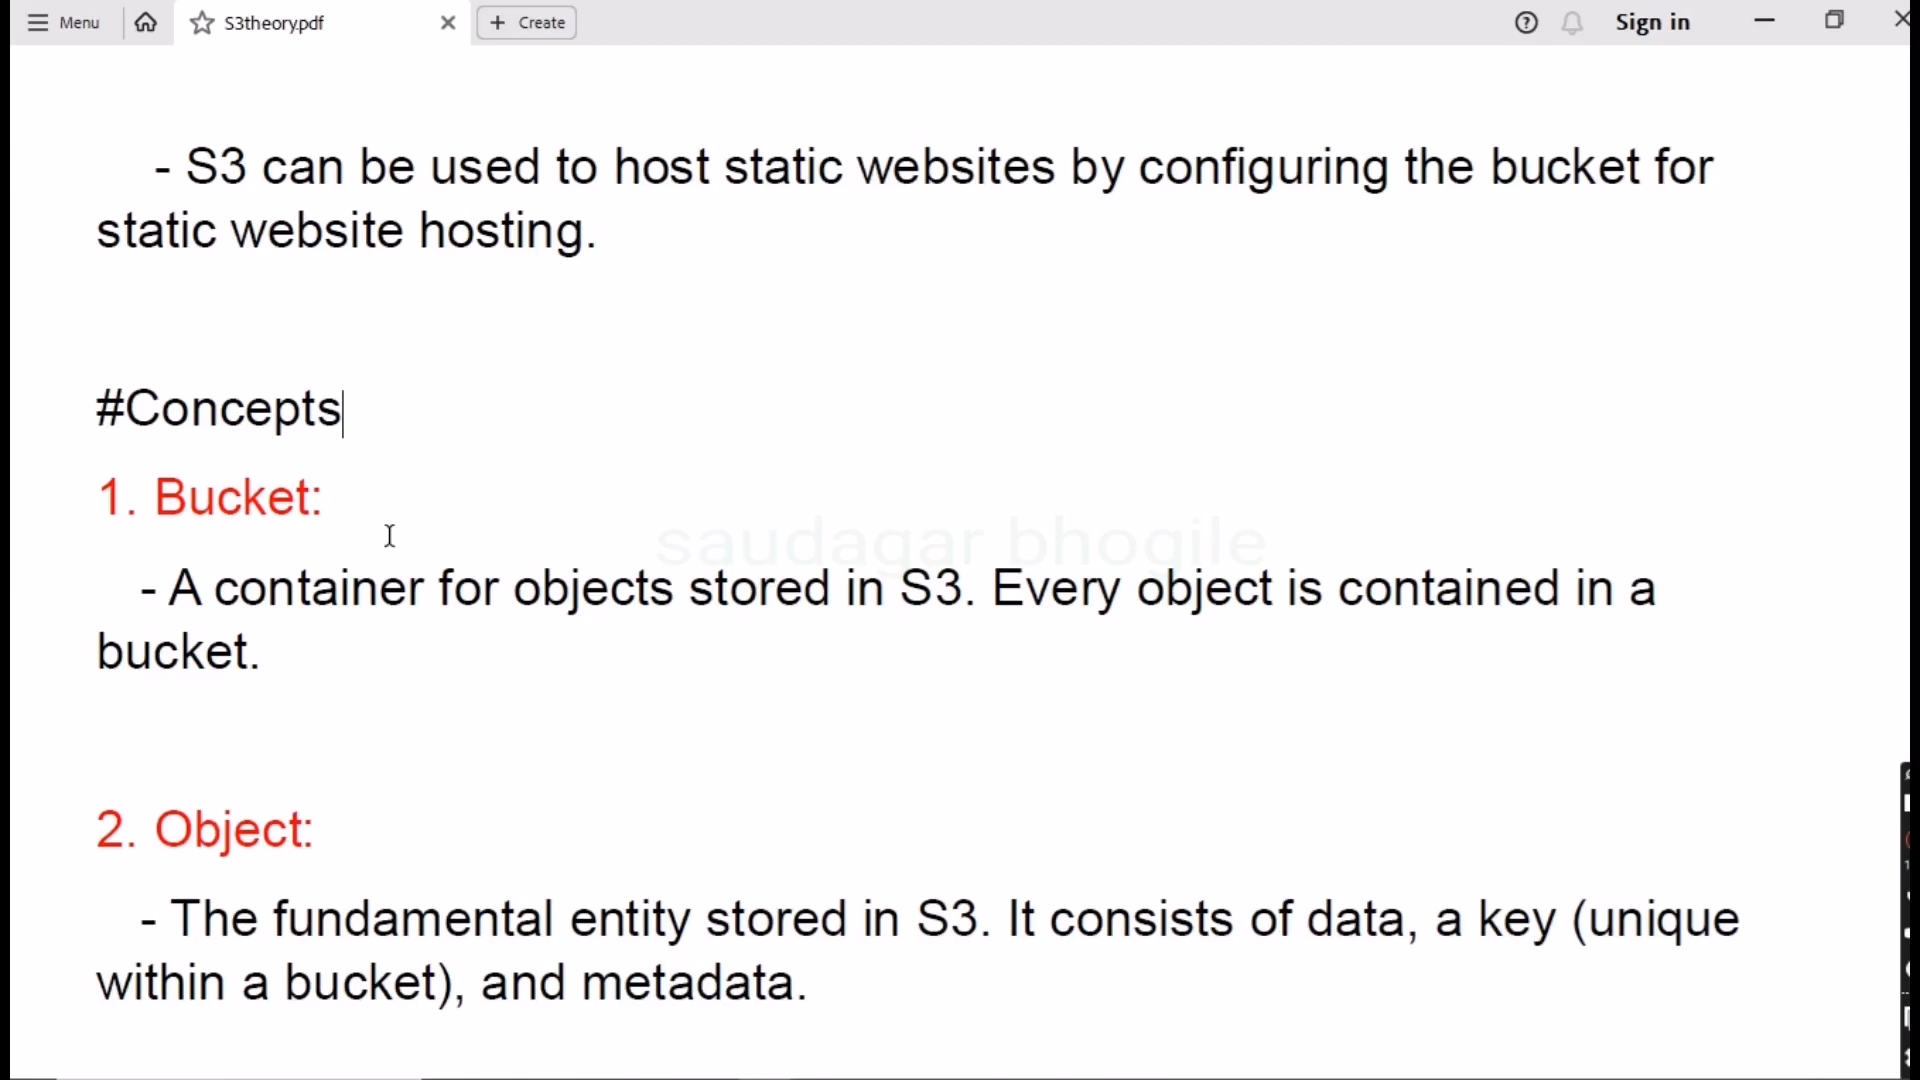 Menu S3theory.pdf Create Sign in
- S3 can be used to host static websites by configuring the bucket for
static website hosting.
#Concepts
1. Bucket:
saudagar bhogile
- A container for objects stored in S3. Every object is contained in a
bucket.
2. Object:
- The fundamental entity stored in S3. It consists of data, a key (unique
within a bucket), and metadata.